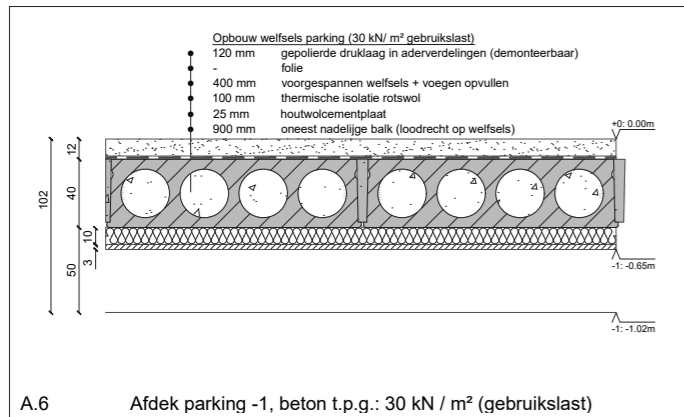 Opbouw welfsels parking (30 kN/ m² gebruikslast)
120 mm gepolierde druklaag in aderverdelingen (demonteerbaar)
- folie
400 mm voorgespannen welfsels + voegen opvullen
100 mm thermische isolatie rotswol
25 mm houtwolcementplaat
900 mm oneest nadelijge balk (loodrecht op welfsels)
+0: 0.00m
12
40
102
10
3
50
-1: -0.65m
-1: -1.02m
A.6 Afdek parking -1, beton t.p.g.: 30 kN / m² (gebruikslast)